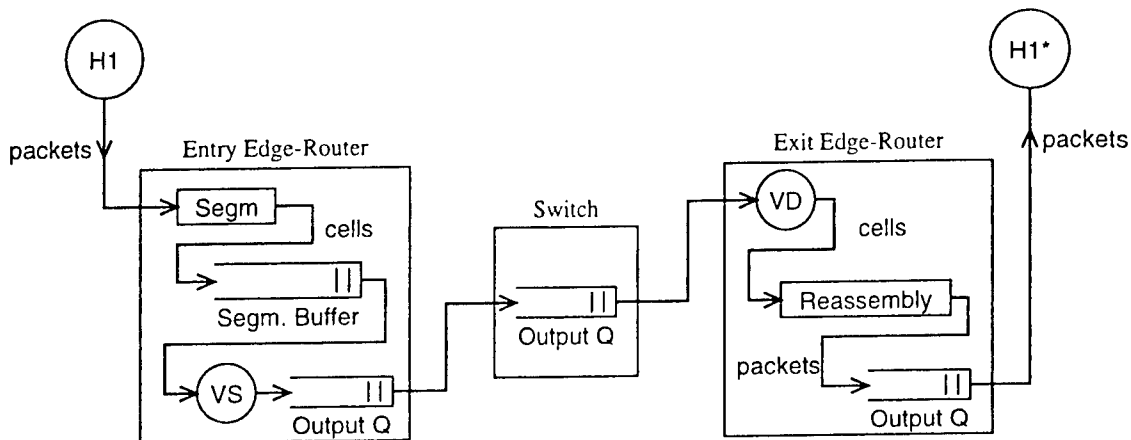 H1
packets
Entry Edge-Router
Segm
cells
Segm. Buffer
VS
Output Q
Switch
Output Q
Exit Edge-Router
VD
cells
Reassembly
packets
Output Q
H1*
packets